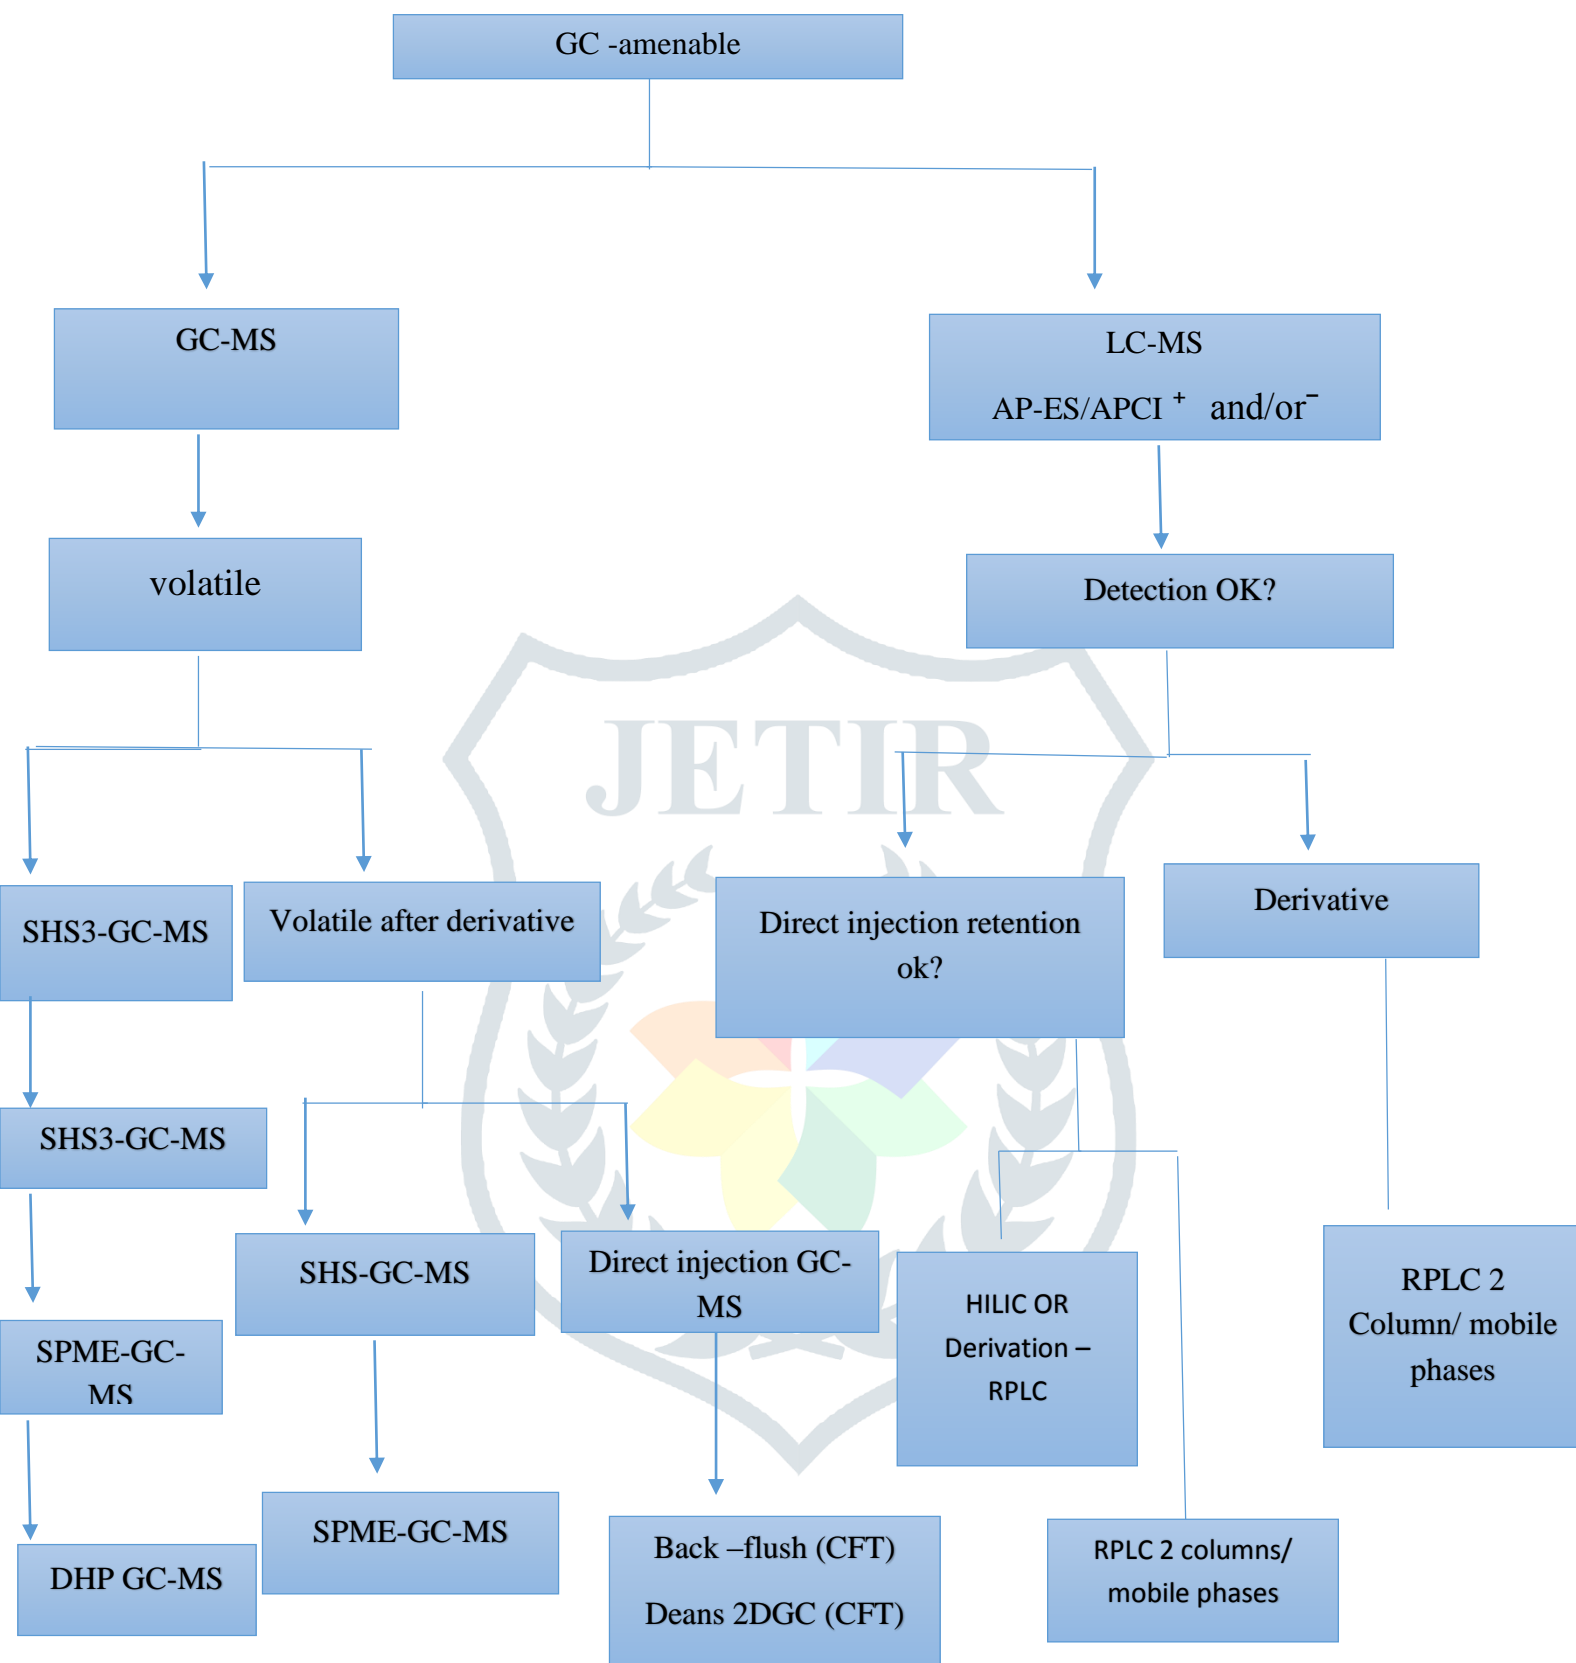 GC -amenable
GC-MS
LC-MS
AP-ES/APCI ⁺ and/or⁻
volatile
Detection OK?
JETIR
SHS3-GC-MS
Volatile after derivative
Direct injection retention
ok?
Derivative
SHS3-GC-MS
SHS-GC-MS
Direct injection GC-
MS
HILIC OR
Derivation –
RPLC
RPLC 2
Column/ mobile
phases
SPME-GC-
MS
SPME-GC-MS
Back –flush (CFT)
Deans 2DGC (CFT)
RPLC 2 columns/
mobile phases
DHP GC-MS